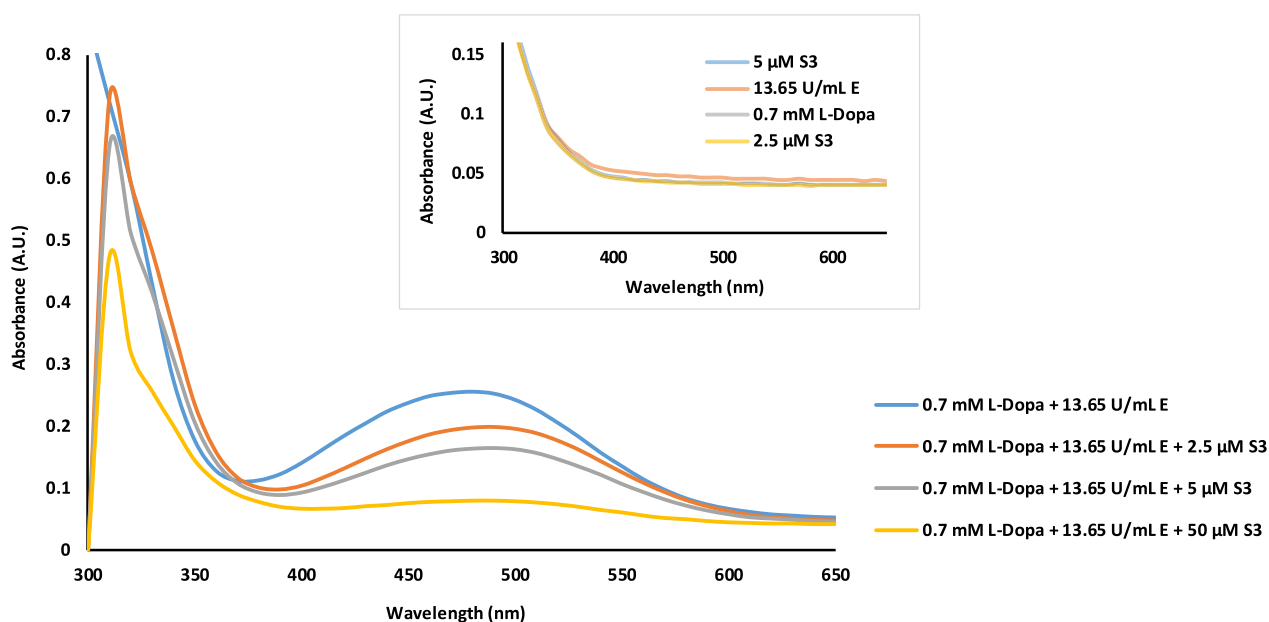 0.8
0.7
0.6
0.5
0.4
0.3
0.2
0.1
0
Absorbance (A.U.)
300 350 400 450 500 550 600 650
Wavelength (nm)
0.15
0.1
0.05
0
Absorbance (A.U.)
300 400 500 600
Wavelength (nm)
5 µM S3
13.65 U/mL E
0.7 mM L-Dopa
2.5 µM S3
0.7 mM L-Dopa + 13.65 U/mL E
0.7 mM L-Dopa + 13.65 U/mL E + 2.5 µM S3
0.7 mM L-Dopa + 13.65 U/mL E + 5 µM S3
0.7 mM L-Dopa + 13.65 U/mL E + 50 µM S3